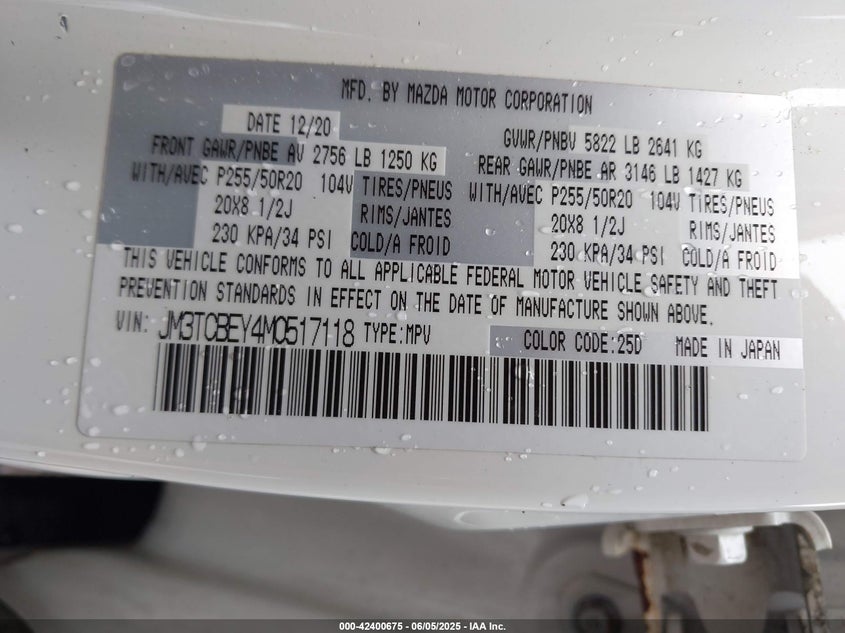 MFD. BY MAZDA MOTOR CORPORATION
DATE 12/20 GVWR/PNBV 5822 LB 2641 KG
FRONT GAWR/PNBE AV 2756 LB 1250 KG REAR GAWR/PNBE AR 3146 LB 1427 KG
WITH/AVEC P255/50R20 104V TIRES/PNEUS WITH/AVEC P255/50R20 104V TIRES/PNEUS
20X8 1/2J RIMS/JANTES 20X8 1/2J RIMS/JANTES
230 KPA/34 PSI COLD/A FROID 230 KPA/34 PSI COLD/A FROID
THIS VEHICLE CONFORMS TO ALL APPLICABLE FEDERAL MOTOR VEHICLE SAFETY AND THEFT
PREVENTION STANDARDS IN EFFECT ON THE DATE OF MANUFACTURE SHOWN ABOVE.
VIN: JM3TCBEY4M0517118 TYPE:MPV COLOR CODE:25D MADE IN JAPAN
000-42400675 - 06/05/2025 - IAA Inc.